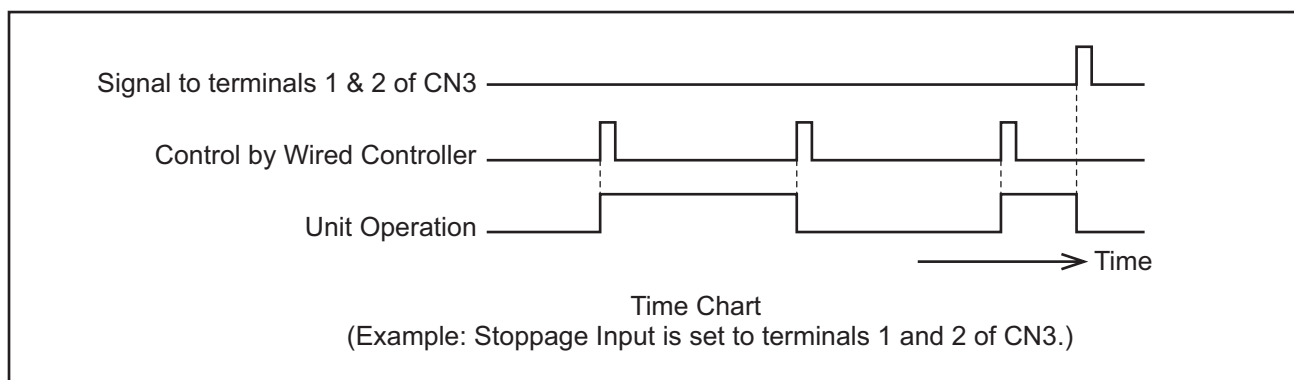 Signal to terminals 1 & 2 of CN3
Control by Wired Controller
Unit Operation
Time
Time Chart
(Example: Stoppage Input is set to terminals 1 and 2 of CN3.)